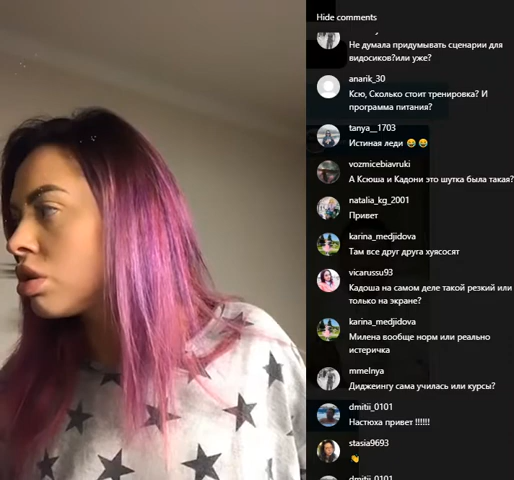 Hide comments
Не думала придумывать сценарии для
видосиков?или уже?
anarik_30
Ксю, Сколько стоит тренировка? И
программа питания?
tanya__1703
Истиная леди 😂 😂
vozmicebiavruki
А Ксюша и Кадони это шутка была такая?
natalia_kg_2001
Привет
karina_medjidova
Там все друг друга хуясосят
vicarussu93
Кадоша на самом деле такой резкий или
только на экране?
karina_medjidova
Милена вообще норм или реально
истеричка
mmelnya
Диджеингу сама училась или курсы?
dmitii_0101
Настюха привет !!!!!!
stasia9693
👏
dmitii_0101